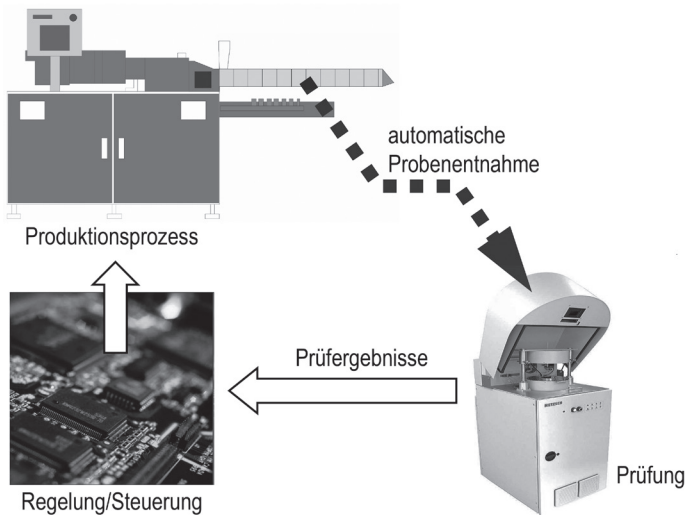 automatische
Probenentnahme
Produktionsprozess
Prüfergebnisse
Prüfung
Regelung/Steuerung